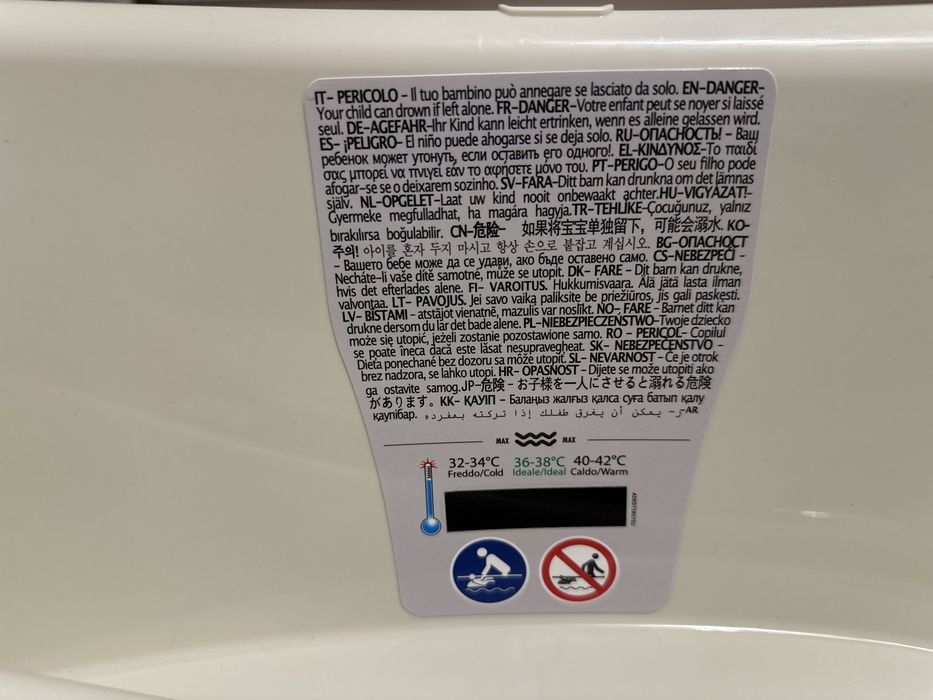 IT- PERICOLO - Il tuo bambino può annegare se lasciato da solo. EN-DANGER-
Your child can drown if left alone. FR-DANGER-Votre enfant peut se noyer si laissé
seul. DE-AGEFAHR-Ihr Kind kann leicht ertrinken, wenn es alleine gelassen wird.
ES- ¡PELIGRO- El niño puede ahogarse si se deja solo. RU-ОПАСНОСТЬ! - Ваш
ребенок может утонуть, если оставить его одного!. EL-ΚΙΝΔΥΝΟΣ-Το παιδί
σας μπορεί να πνιγεί εάν το αφήσετε μόνο του. PT-PERIGO-O seu filho pode
afogar-se se o deixarem sozinho. SV-FARA-Ditt barn kan drunkna om det lämnas
själv. NL-OPGELET-Laat uw kind nooit onbewaakt achter.HU-VIGYÁZAT!-
Gyermeke megfulladhat, ha magára hagyja.TR-TEHLİKE-Çocuğunuz, yalnız
bırakılırsa boğulabilir. CN-危险- 如果将宝宝单独留下，可能会溺水. KO-
주의! 아이를 혼자 두지 마시고 항상 손으로 붙잡고 계십시오. BG-ОПАСНОСТ
- Вашето бебе може да се удави, ако бъде оставено само. CS-NEBEZPEČÍ -
Necháte-li vaše dítě samotné, může se utopit. DK- FARE - Dit barn kan drukne,
hvis det efterlades alene. FI- VAROITUS. Hukkumisvaara. Älä jätä lasta ilman
valvontaa. LT- PAVOJUS. Jei savo vaiką paliksite be priežiūros, jis gali paskęsti.
LV- BĪSTAMI - atstājot vienatnē, mazulis var noslīkt. NO- FARE - Barnet ditt kan
drukne dersom du lar det bade alene. PL-NIEBEZPIECZEŃSTWO-Twoje dziecko
może się utopić, jeżeli zostanie pozostawione samo. RO - PERICOL- Copilul
se poate îneca dacă este lăsat nesupravegheat. SK- NEBEZPEČENSTVO -
Dieťa ponechané bez dozoru sa môže utopiť. SL- NEVARNOST - Če je otrok
brez nadzora, se lahko utopi. HR- OPASNOST - Dijete se može utopiti ako
ga ostavite samog.JP-危険 - お子様を一人にさせると溺れる危険
があります。KK- ҚАУІП - Балаңыз жалғыз қалса суға батып қалу
қаупібар. AR-ز- يمكن أن يغرق طفلك إذا تركته بمفرده
MAX MAX
32-34°C 36-38°C 40-42°C
Freddo/Cold Ideale/Ideal Caldo/Warm